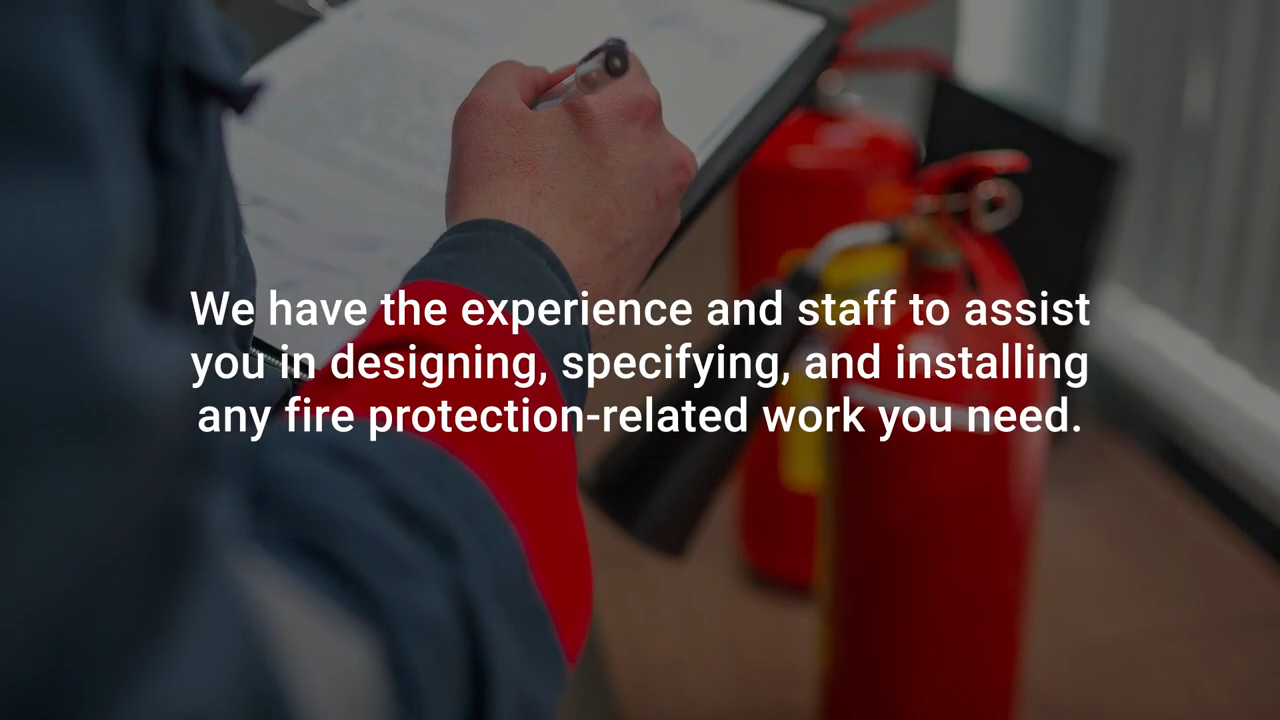 We have the experience and staff to assist
you in designing, specifying, and installing
any fire protection-related work you need.